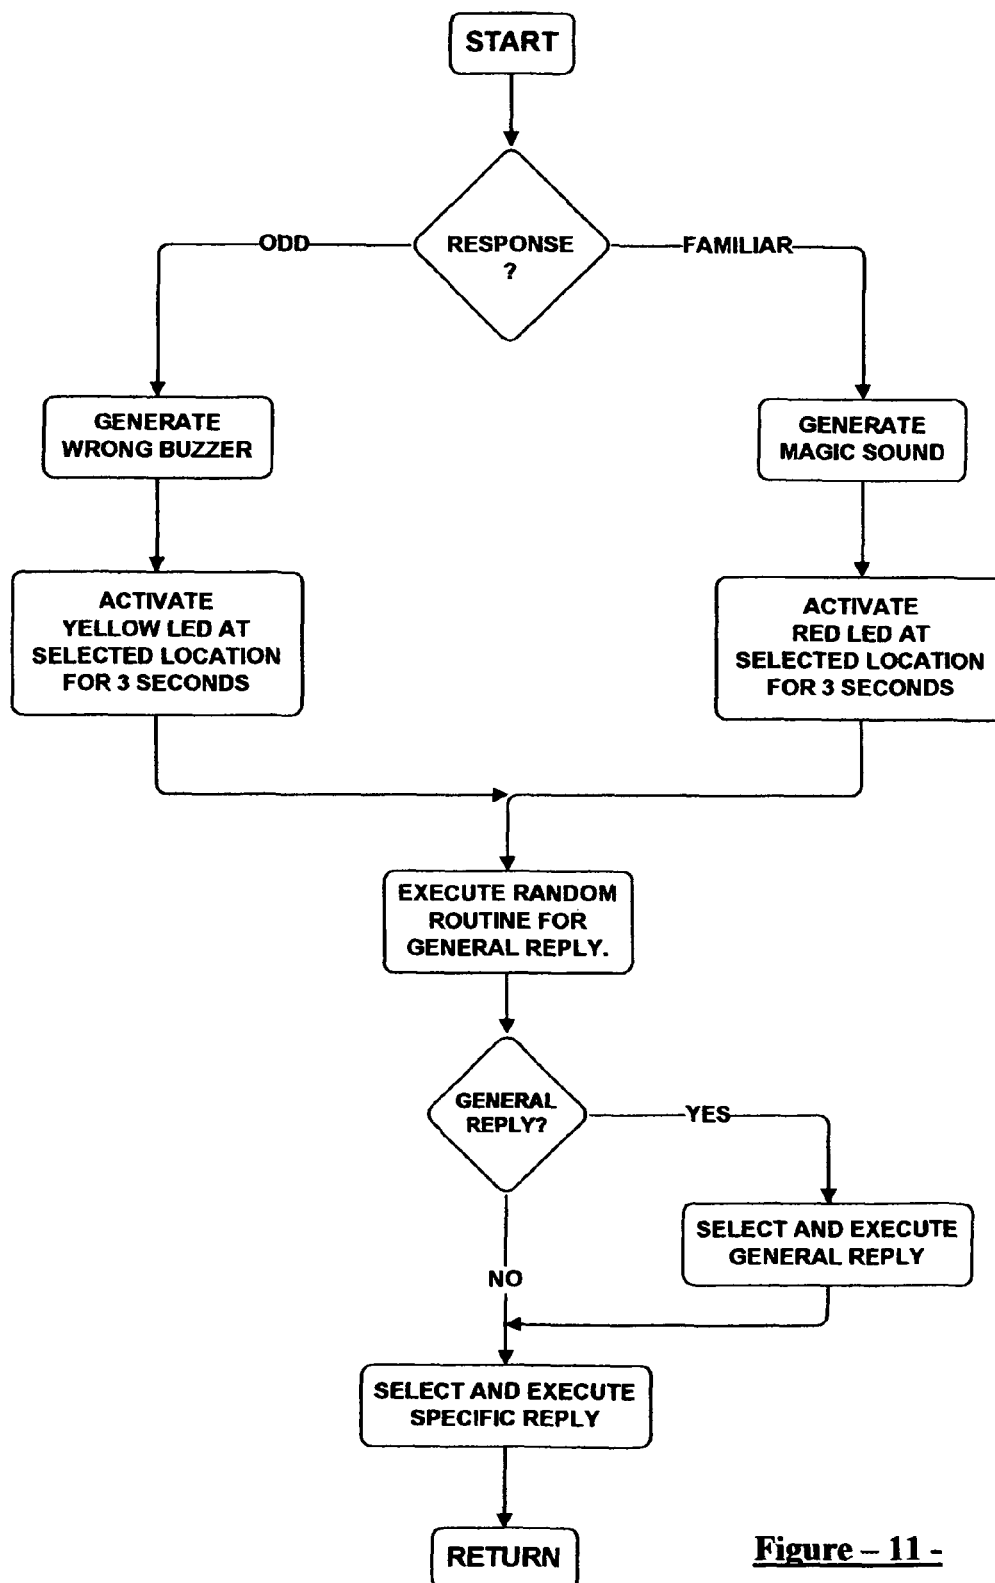 START
RESPONSE
?
ODD
FAMILIAR
GENERATE
WRONG BUZZER
GENERATE
MAGIC SOUND
ACTIVATE
YELLOW LED AT
SELECTED LOCATION
FOR 3 SECONDS
ACTIVATE
RED LED AT
SELECTED LOCATION
FOR 3 SECONDS
EXECUTE RANDOM
ROUTINE FOR
GENERAL REPLY.
GENERAL
REPLY?
YES
SELECT AND EXECUTE
GENERAL REPLY
NO
SELECT AND EXECUTE
SPECIFIC REPLY
RETURN
Figure – 11 -